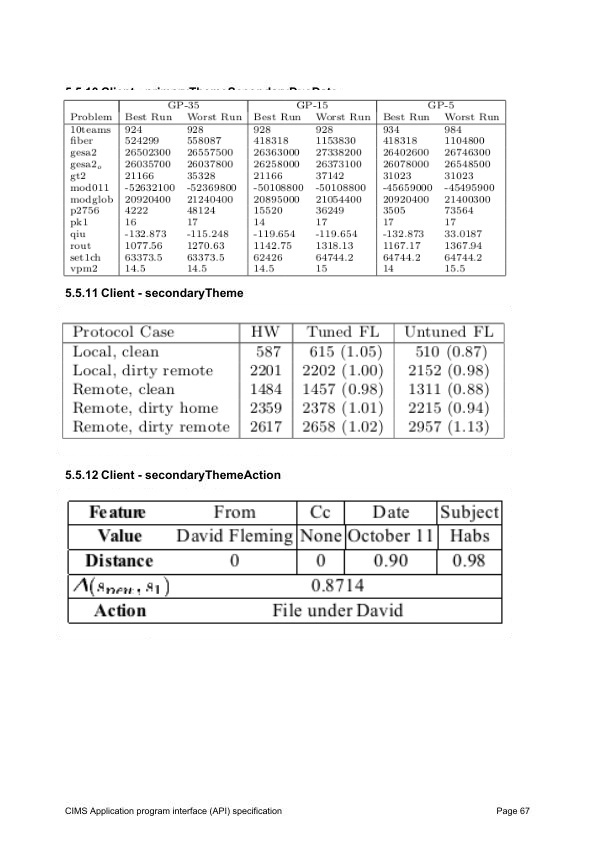 5.5.10 Client - primaryThemeSecondaryDueDate
GP-35 GP-15 GP-5
Problem Best Run Worst Run Best Run Worst Run Best Run Worst Run
10teams 924 928 928 928 934 984
fiber 524299 558087 418318 1153830 418318 1104800
gesa2 26502300 26557500 26363000 27338200 26402600 26746300
gesa2_o 26035700 26037800 26258000 26373100 26078000 26548500
gt2 21166 35328 21166 37142 31023 31023
mod011 -52632100 -52369800 -50108800 -50108800 -45659000 -45495900
modglob 20920400 21240400 20895000 21054400 20920400 21400300
p2756 4222 48124 15520 36249 3505 73564
pk1 16 17 14 17 17 17
qiu -132.873 -115.248 -119.654 -119.654 -132.873 33.0187
rout 1077.56 1270.63 1142.75 1318.13 1167.17 1367.94
set1ch 63373.5 63373.5 62426 64744.2 64744.2 64744.2
vpm2 14.5 14.5 14.5 15 14 15.5
5.5.11 Client - secondaryTheme
Protocol Case HW Tuned FL Untuned FL
Local, clean 587 615 (1.05) 510 (0.87)
Local, dirty remote 2201 2202 (1.00) 2152 (0.98)
Remote, clean 1484 1457 (0.98) 1311 (0.88)
Remote, dirty home 2359 2378 (1.01) 2215 (0.94)
Remote, dirty remote 2617 2658 (1.02) 2957 (1.13)
5.5.12 Client - secondaryThemeAction
Feature From Cc Date Subject
Value David Fleming None October 11 Habs
Distance 0 0 0.90 0.98
Λ(s_new, s_1) 0.8714
Action File under David
CIMS Application program interface (API) specification Page 67